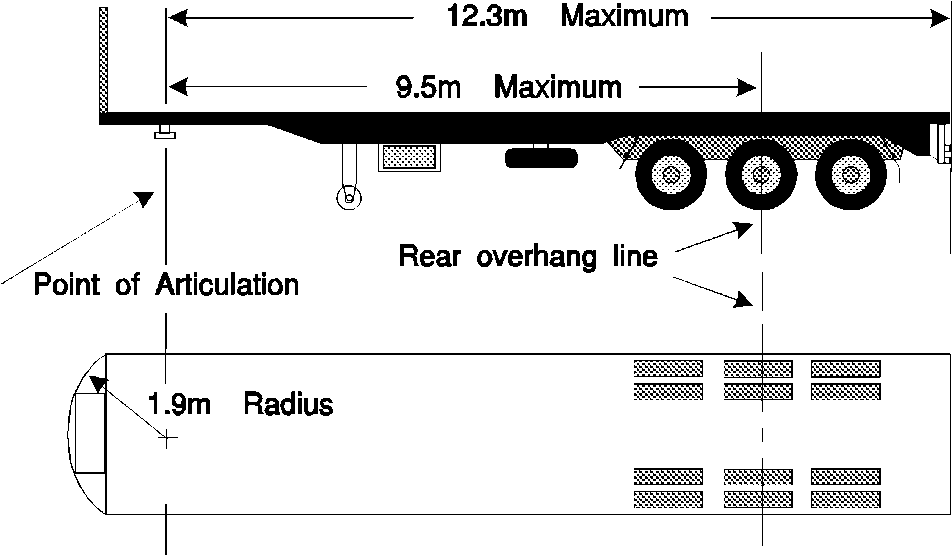 12.3m Maximum
9.5m Maximum
Rear overhang line
Point of Articulation
1.9m Radius